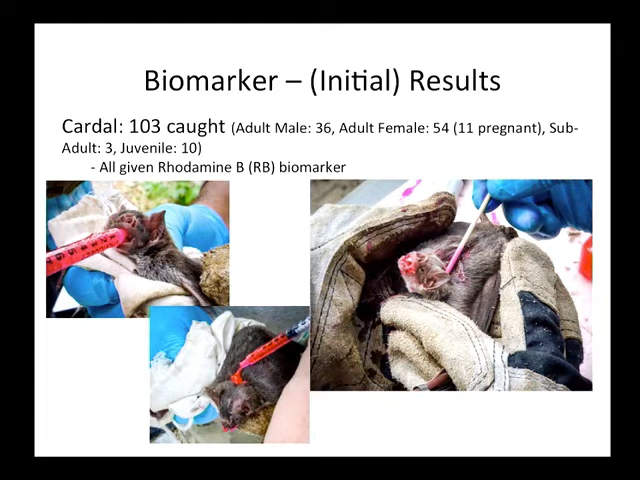 Biomarker – (Initial) Results
Cardal: 103 caught (Adult Male: 36, Adult Female: 54 (11 pregnant), Sub-
Adult: 3, Juvenile: 10)
- All given Rhodamine B (RB) biomarker